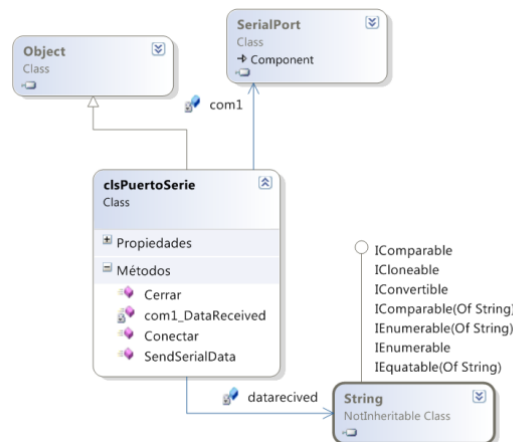 SerialPort
Class
Component
Object
Class
com1
clsPuertoSerie
Class
Propiedades
Métodos
Cerrar
com1_DataReceived
Conectar
SendSerialData
IComparable
ICloneable
IConvertible
IComparable(Of String)
IEnumerable(Of String)
IEnumerable
IEquatable(Of String)
datarecived
String
NotInheritable Class